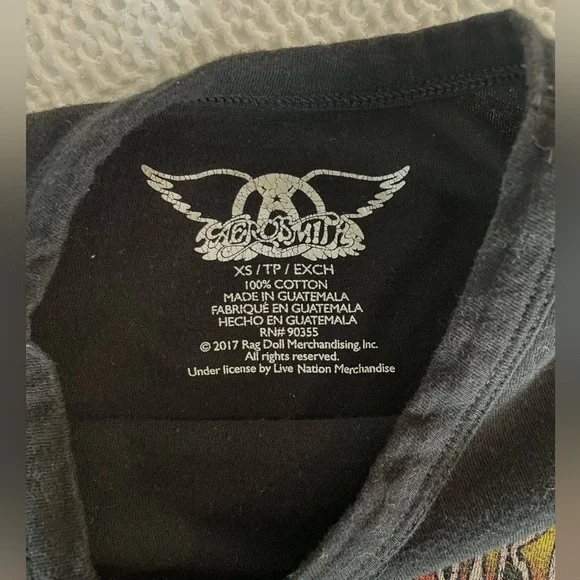 A
AEROSMITH
XS / TP / EXCH
100% COTTON
MADE IN GUATEMALA
FABRIQUÉ EN GUATEMALA
HECHO EN GUATEMALA
RN# 90355
© 2017 Rag Doll Merchandising, Inc.
All rights reserved.
Under license by Live Nation Merchandise